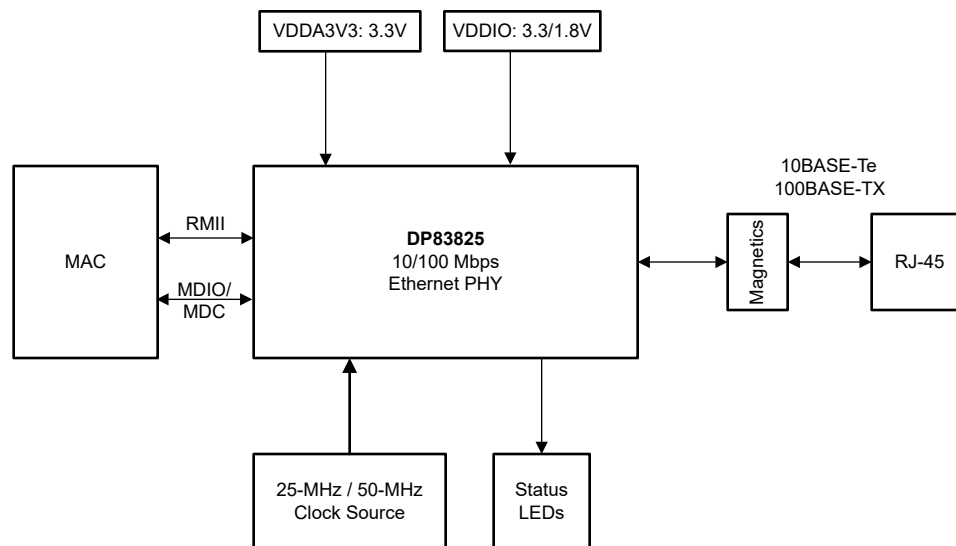 VDDA3V3: 3.3V
VDDIO: 3.3/1.8V
10BASE-Te
100BASE-TX
MAC
RMII
MDIO/
MDC
DP83825
10/100 Mbps
Ethernet PHY
Magnetics
RJ-45
25-MHz / 50-MHz
Clock Source
Status
LEDs